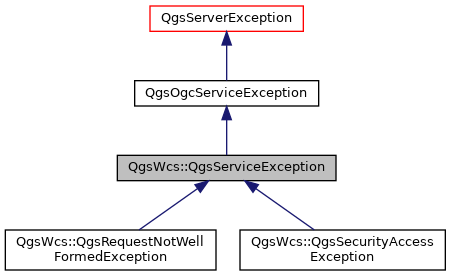 QgsServerException
QgsOgcServiceException
QgsWcs::QgsServiceException
QgsWcs::QgsRequestNotWell
FormedException
QgsWcs::QgsSecurityAccess
Exception